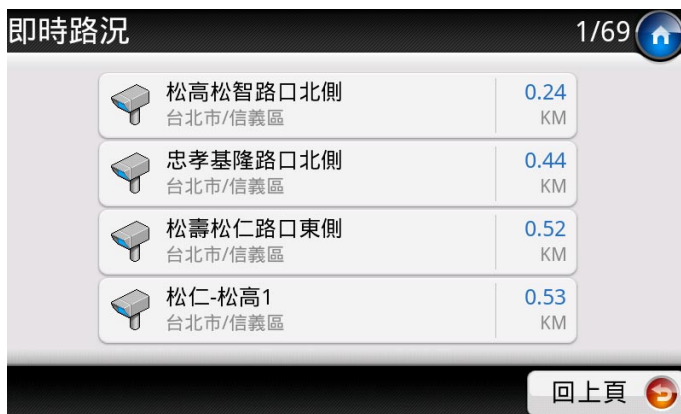 即時路況
1/69
松高松智路口北側
0.24
台北市/信義區
KM
忠孝基隆路口北側
0.44
台北市/信義區
KM
松壽松仁路口東側
0.52
台北市/信義區
KM
松仁-松高1
0.53
台北市/信義區
KM
回上頁